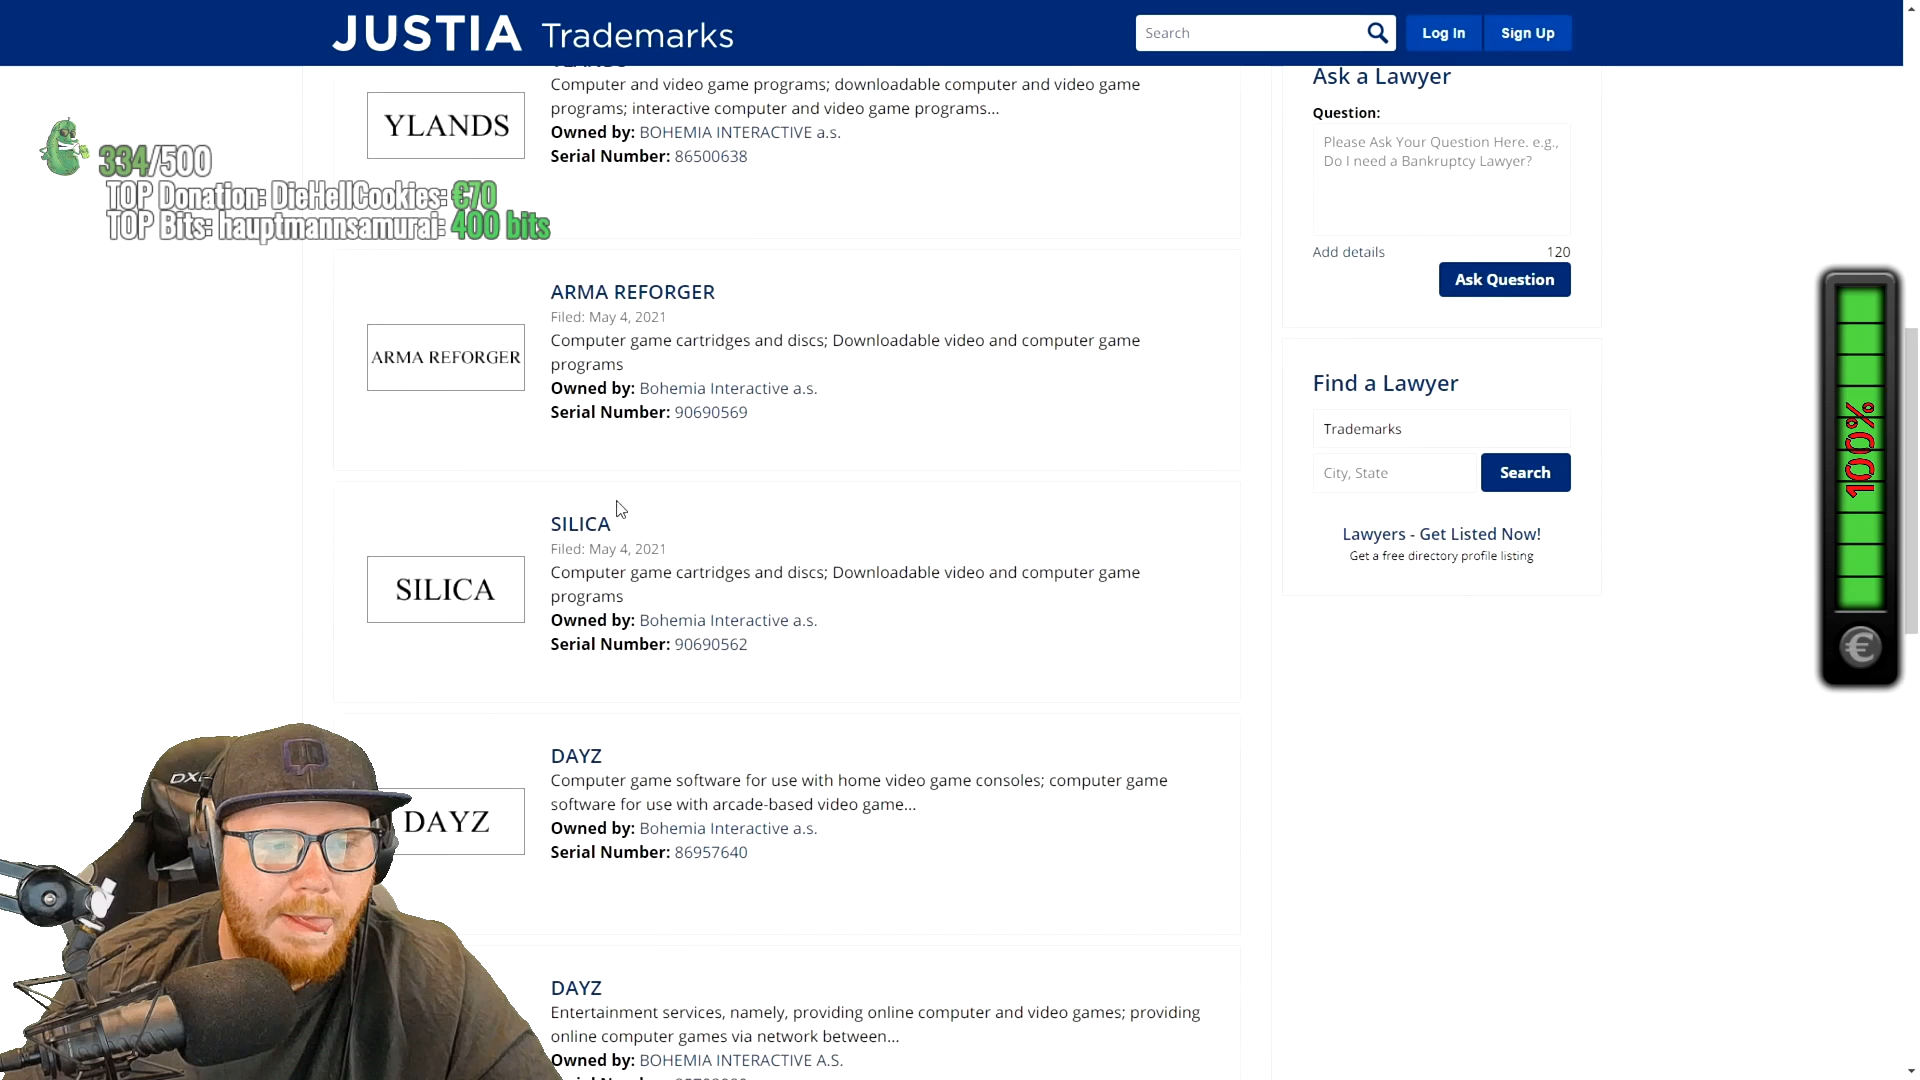 JUSTIA Trademarks
Search
Log In
Sign Up
YLANDS
Computer and video game programs; downloadable computer and video game
programs; interactive computer and video game programs...
Owned by: BOHEMIA INTERACTIVE a.s.
Serial Number: 86500638
334/500
TOP Donation: DieHellCookies: €70
TOP Bits: hauptmannsamurai: 400 bits
ARMA REFORGER
ARMA REFORGER
Filed: May 4, 2021
Computer game cartridges and discs; Downloadable video and computer game
programs
Owned by: Bohemia Interactive a.s.
Serial Number: 90690569
SILICA
SILICA
Filed: May 4, 2021
Computer game cartridges and discs; Downloadable video and computer game
programs
Owned by: Bohemia Interactive a.s.
Serial Number: 90690562
DAYZ
DAYZ
Computer game software for use with home video game consoles; computer game
software for use with arcade-based video game...
Owned by: Bohemia Interactive a.s.
Serial Number: 86957640
DAYZ
Entertainment services, namely, providing online computer and video games; providing
online computer games via network between...
Owned by: BOHEMIA INTERACTIVE A.S.
Ask a Lawyer
Question:
Please Ask Your Question Here. e.g.,
Do I need a Bankruptcy Lawyer?
Add details
120
Ask Question
Find a Lawyer
Trademarks
City, State
Search
Lawyers - Get Listed Now!
Get a free directory profile listing
100%
€